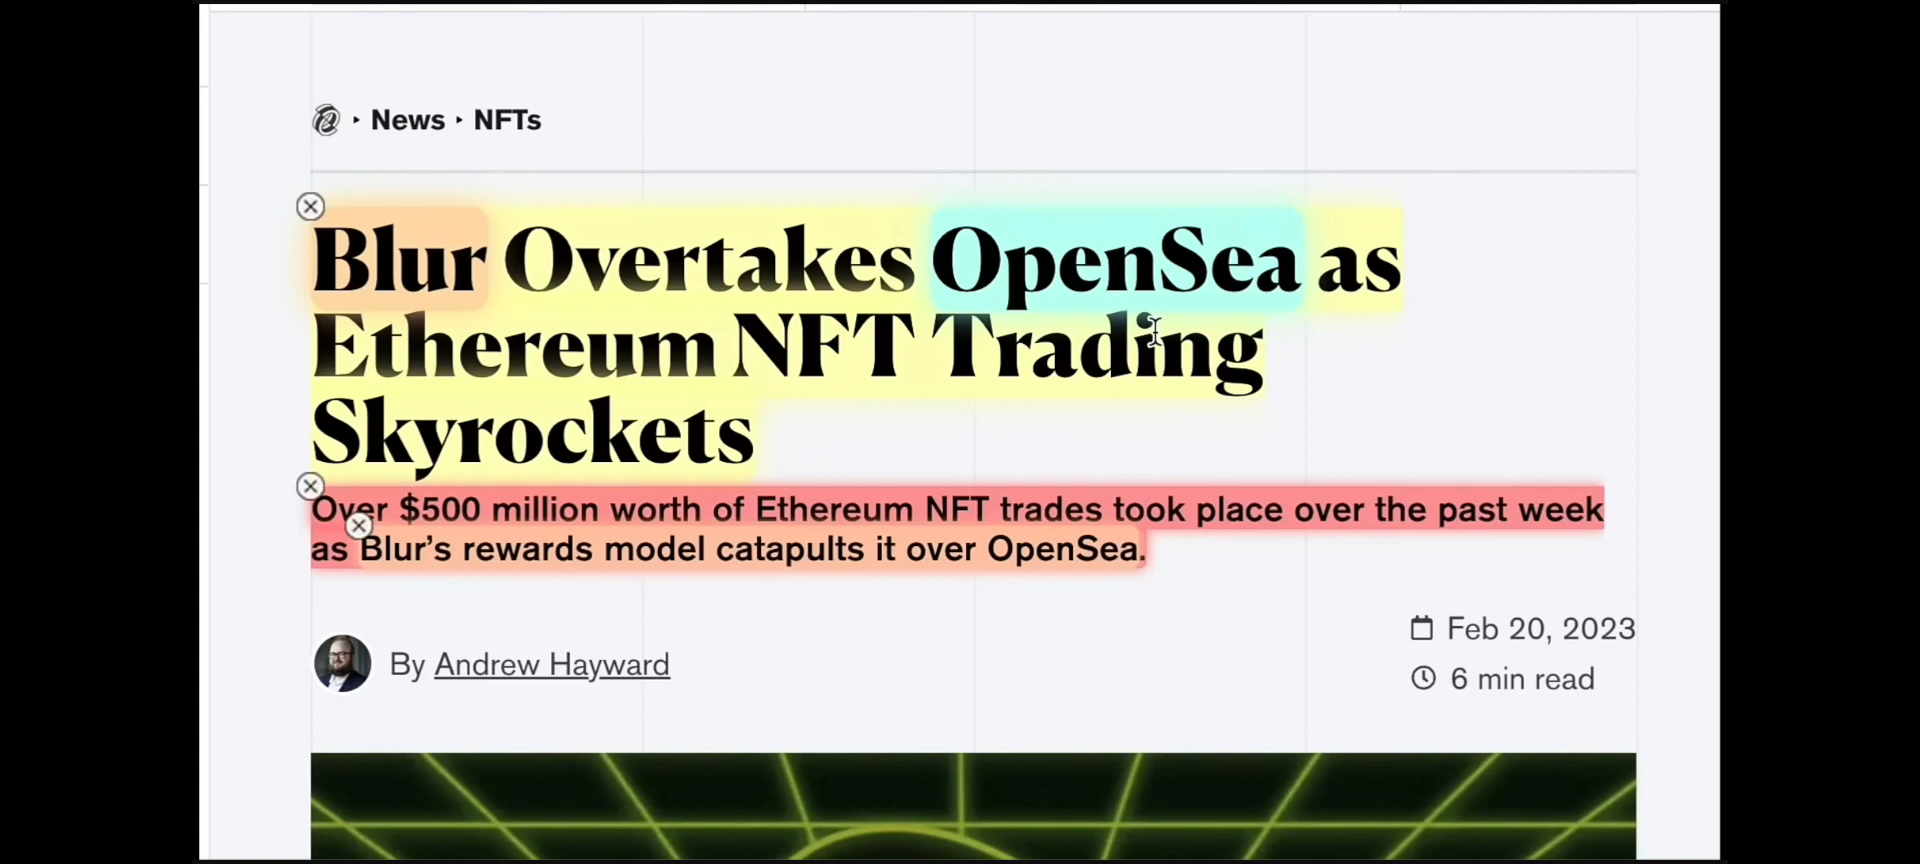 News ‣ NFTs
Blur Overtakes OpenSea as
Ethereum NFT Trading
Skyrockets
Over $500 million worth of Ethereum NFT trades took place over the past week
as Blur’s rewards model catapults it over OpenSea.
Feb 20, 2023
By Andrew Hayward
6 min read